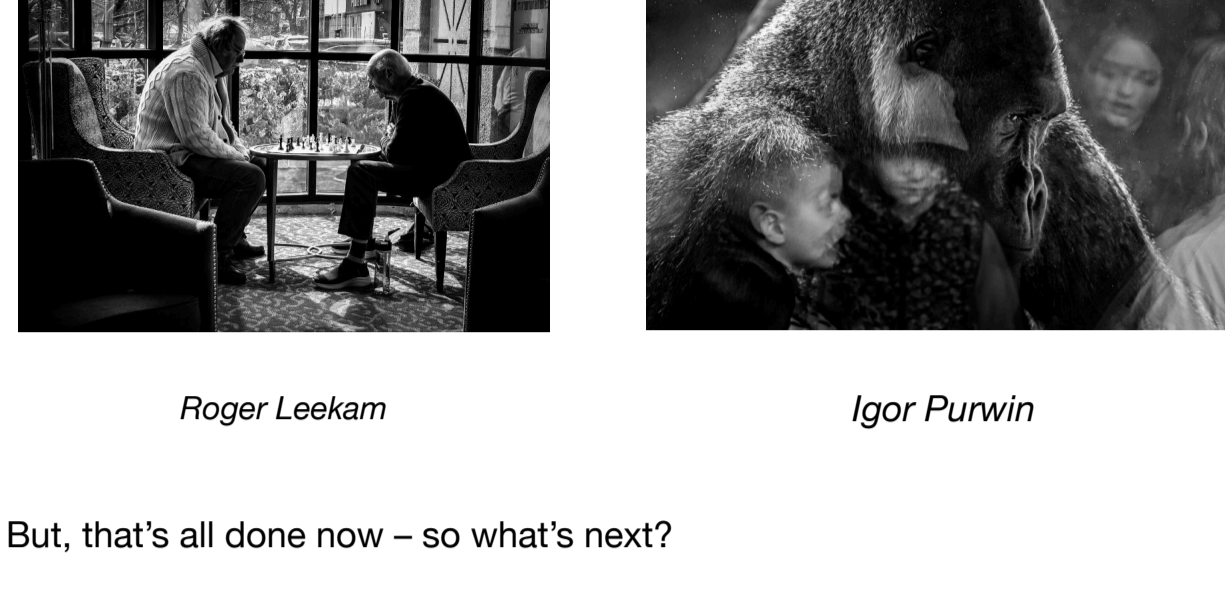 Roger Leekam
Igor Purwin
But, that’s all done now – so what’s next?